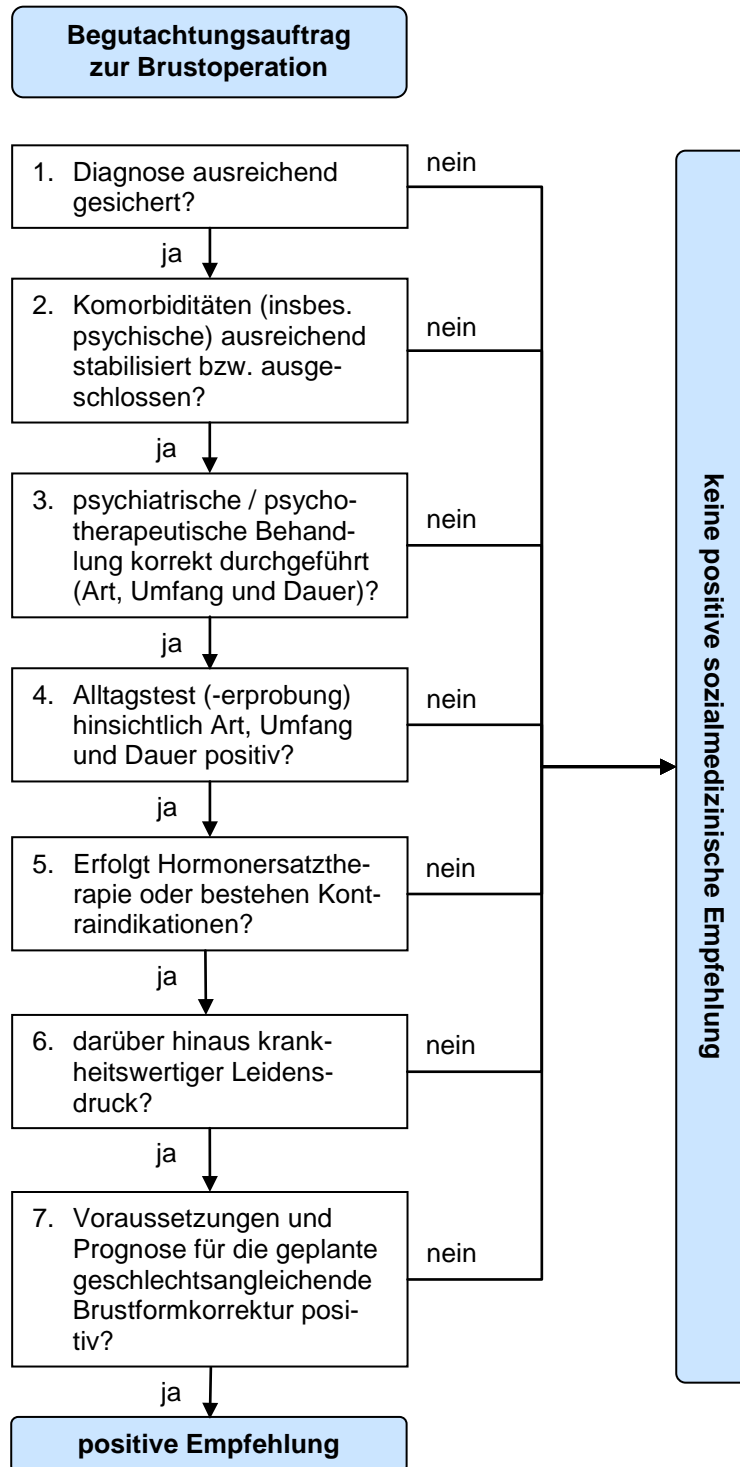 Begutachtungsauftrag
zur Brustoperation
1. Diagnose ausreichend
gesichert?
nein
ja
2. Komorbiditäten (insbes.
psychische) ausreichend
stabilisiert bzw. ausge-
schlossen?
nein
ja
3. psychiatrische / psycho-
therapeutische Behand-
lung korrekt durchgeführt
(Art, Umfang und Dauer)?
nein
ja
4. Alltagstest (-erprobung)
hinsichtlich Art, Umfang
und Dauer positiv?
nein
ja
5. Erfolgt Hormonersatzthe-
rapie oder bestehen Kont-
raindikationen?
nein
ja
6. darüber hinaus krank-
heitswertiger Leidens-
druck?
nein
ja
7. Voraussetzungen und
Prognose für die geplante
geschlechtsangleichende
Brustformkorrektur posi-
tiv?
nein
ja
positive Empfehlung
keine positive sozialmedizinische Empfehlung